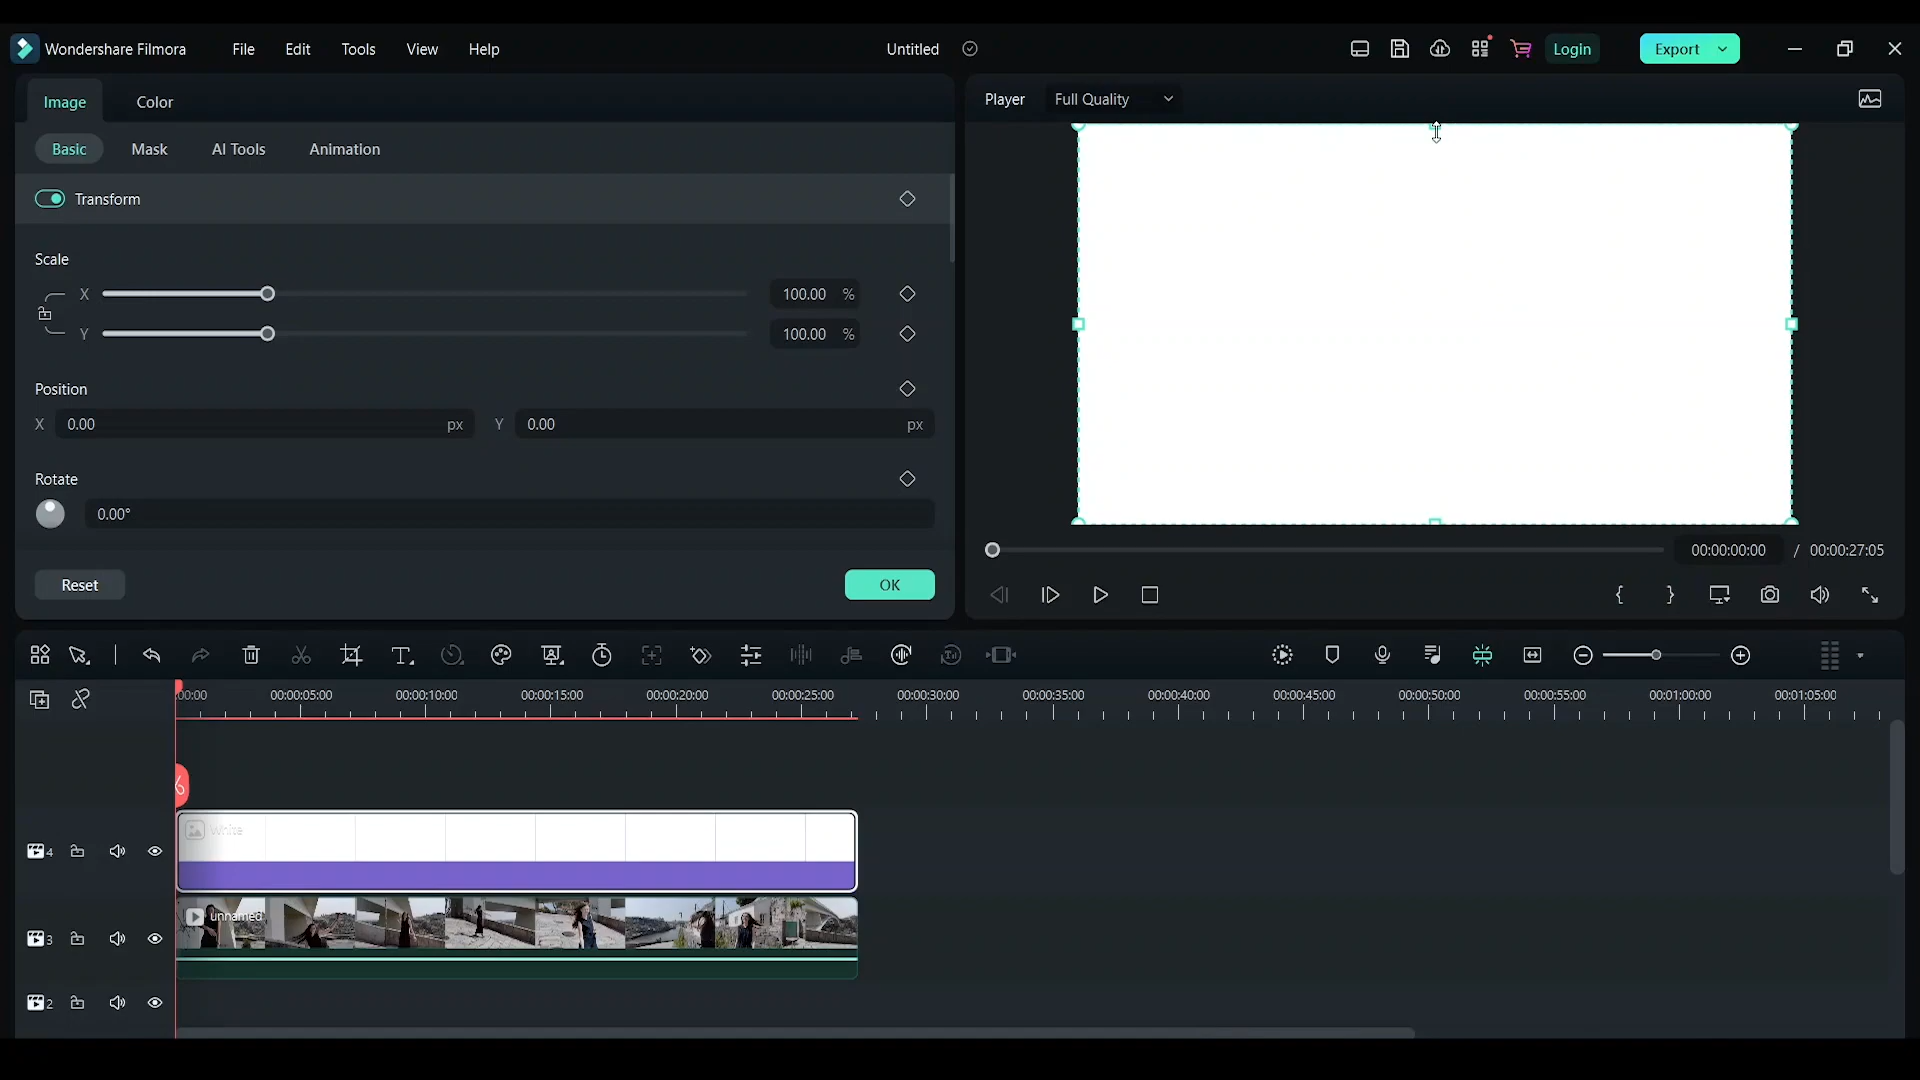 Wondershare Filmora File Edit Tools View Help Untitled Login Export
Image Color
Player Full Quality
Basic Mask AI Tools Animation
Transform
Scale
X 100.00 %
Y 100.00 %
Position
X 0.00 px Y 0.00 px
Rotate
0.00°
00:00:00:00 / 00:00:27:05
Reset OK
00:00 00:00:05:00 00:00:10:00 00:00:15:00 00:00:20:00 00:00:25:00 00:00:30:00 00:00:35:00 00:00:40:00 00:00:45:00 00:00:50:00 00:00:55:00 00:01:00:00 00:01:05:00
White
4
unnamed
3
2